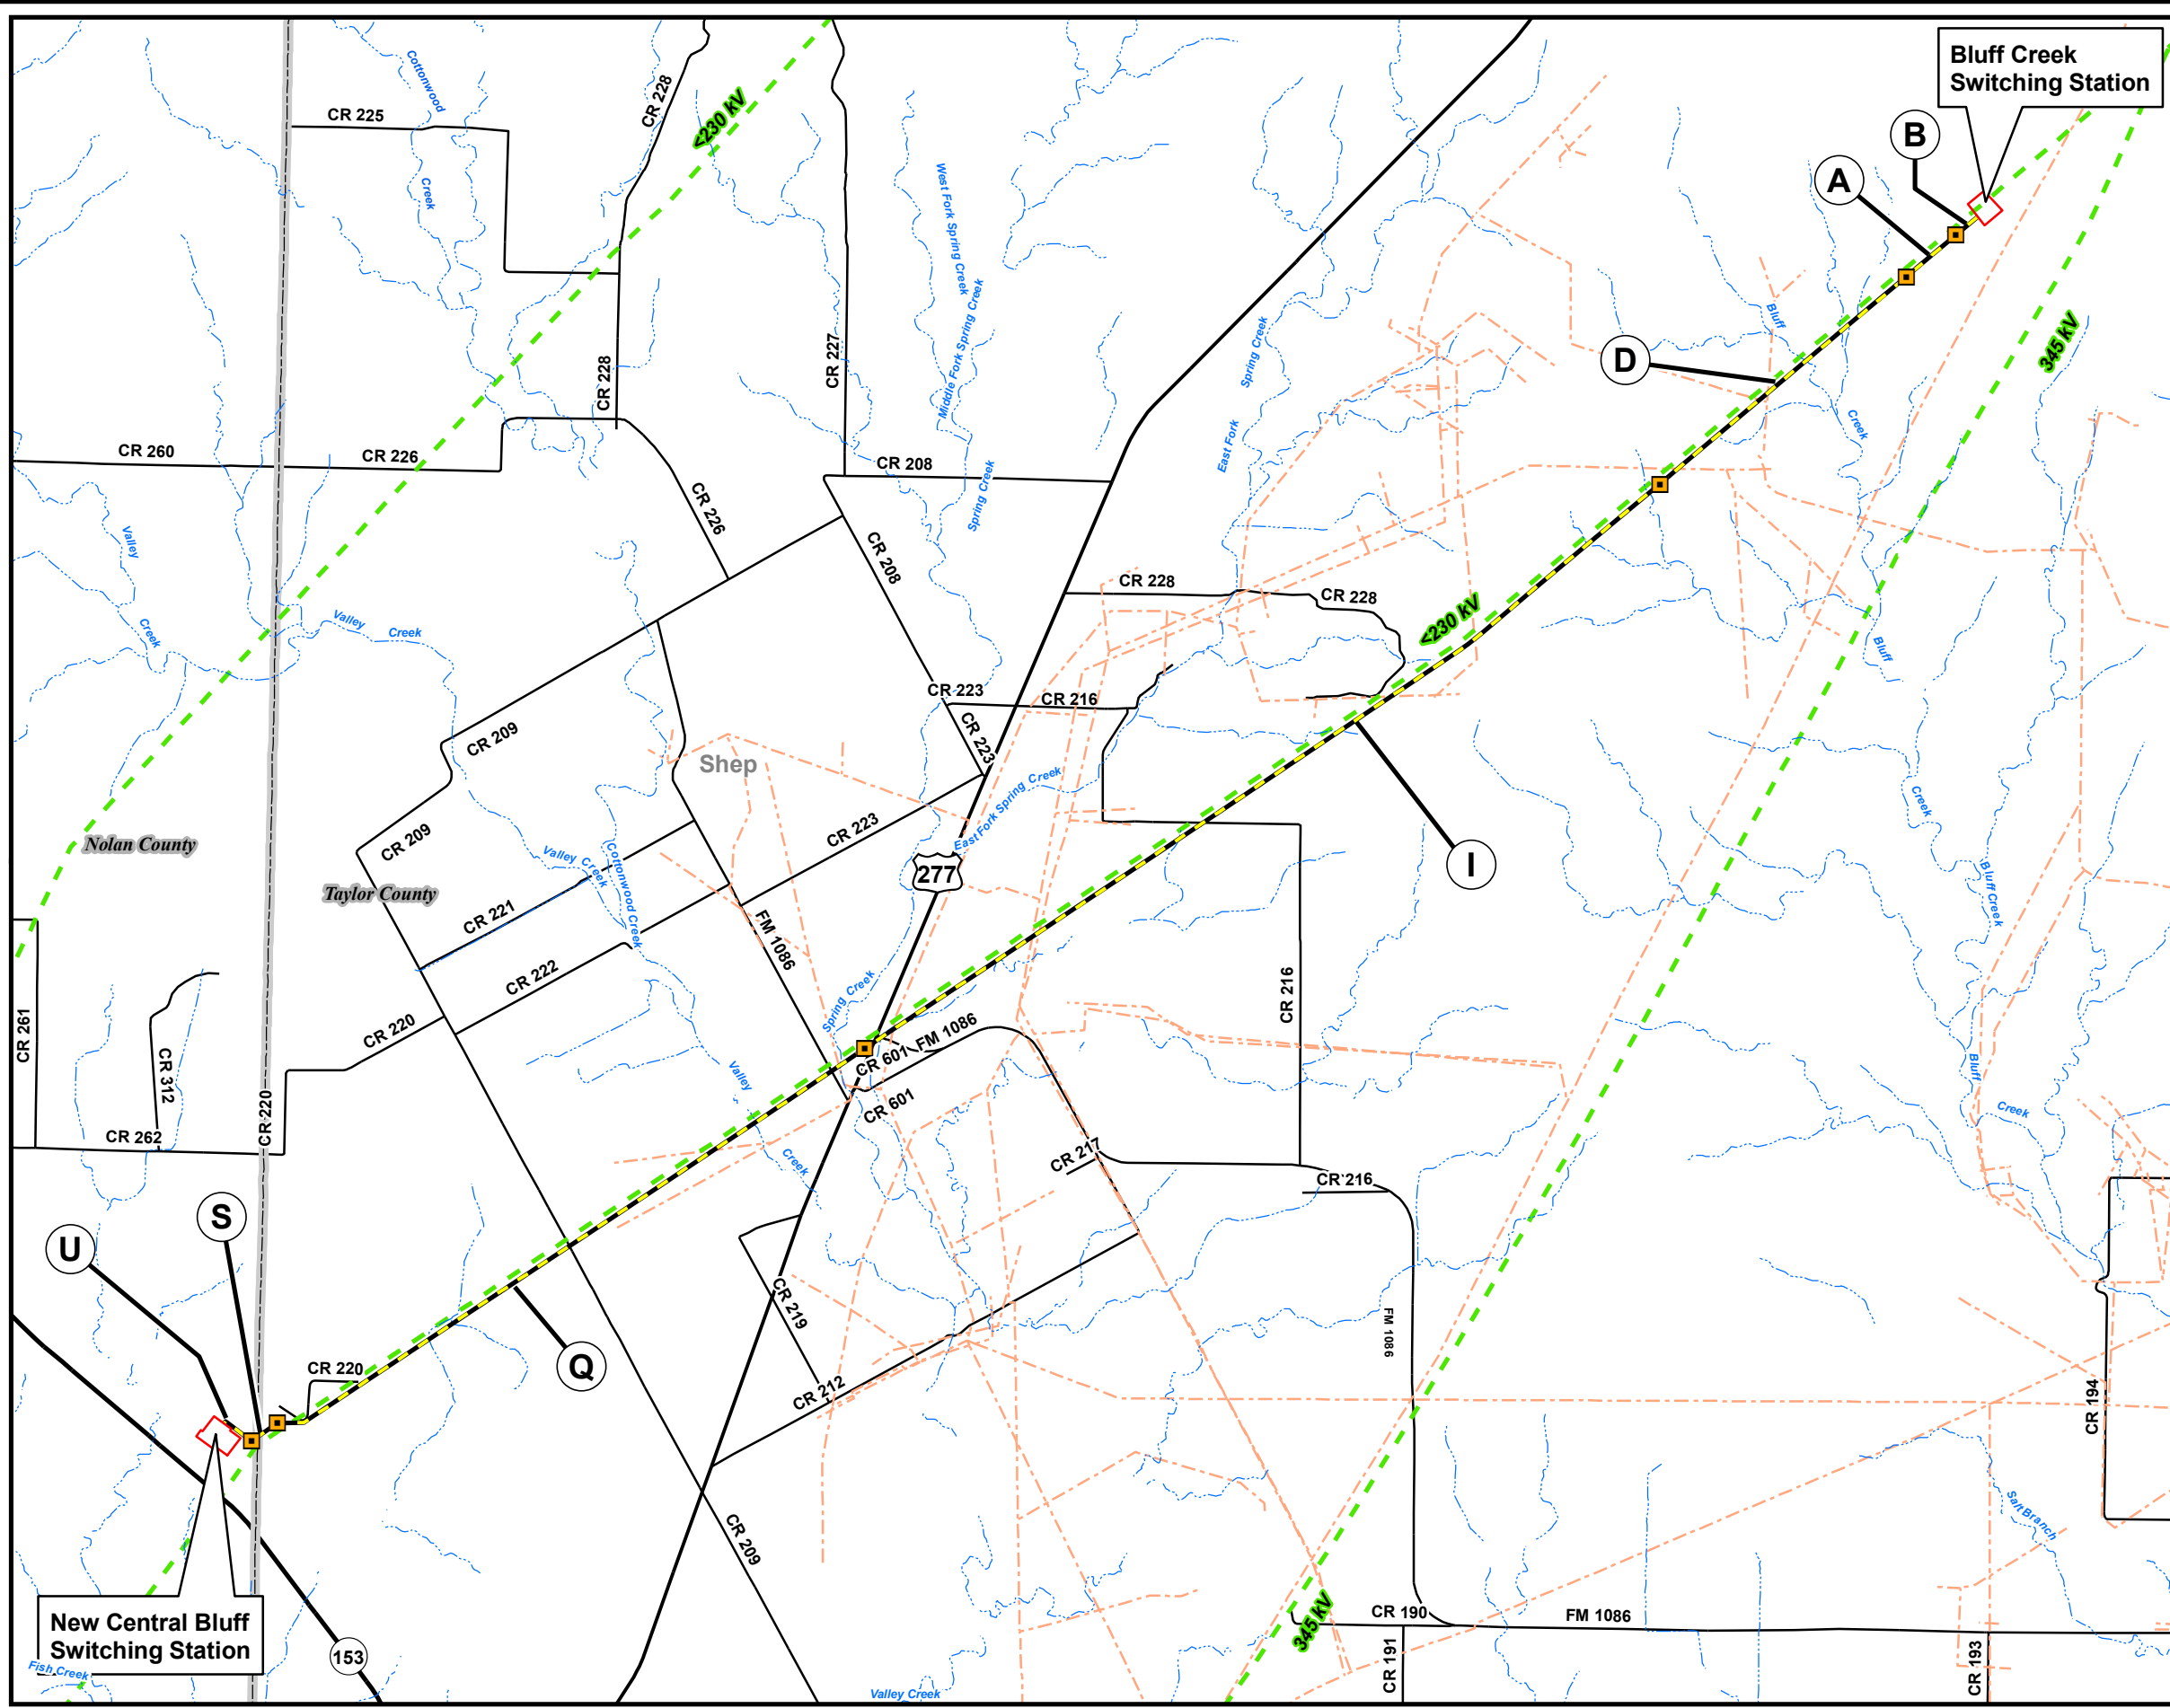 Bluff Creek
Switching Station
B
A
D
CR 225
CR 228
<230 kV
Cottonwood
Creek
West Fork Spring Creek
Middle Fork Spring Creek
Spring Creek
East Fork
Spring Creek
345 kV
Bluff
Creek
CR 228
CR 227
CR 260
CR 226
CR 208
CR 226
CR 208
Valley
Creek
Valley
Creek
CR 228
CR 228
<230 kV
Bluff
Creek
CR 223
CR 216
CR 223
CR 209
Shep
East Fork Spring Creek
I
CR 209
CR 223
Nolan County
Taylor County
Valley
Creek
Cottonwood Creek
277
Bluff Creek
CR 221
FM 1086
CR 222
Spring Creek
CR 216
CR 261
CR 312
CR 220
CR 220
CR 601
FM 1086
CR 601
Valley
Creek
Bluff
Creek
CR 262
CR 217
CR 216
S
U
Q
CR 219
FM 1086
CR 220
CR 212
CR 194
CR 209
Salt Branch
New Central Bluff
Switching Station
153
Fish Creek
Valley Creek
345 kV
CR 190
FM 1086
CR 191
CR 193